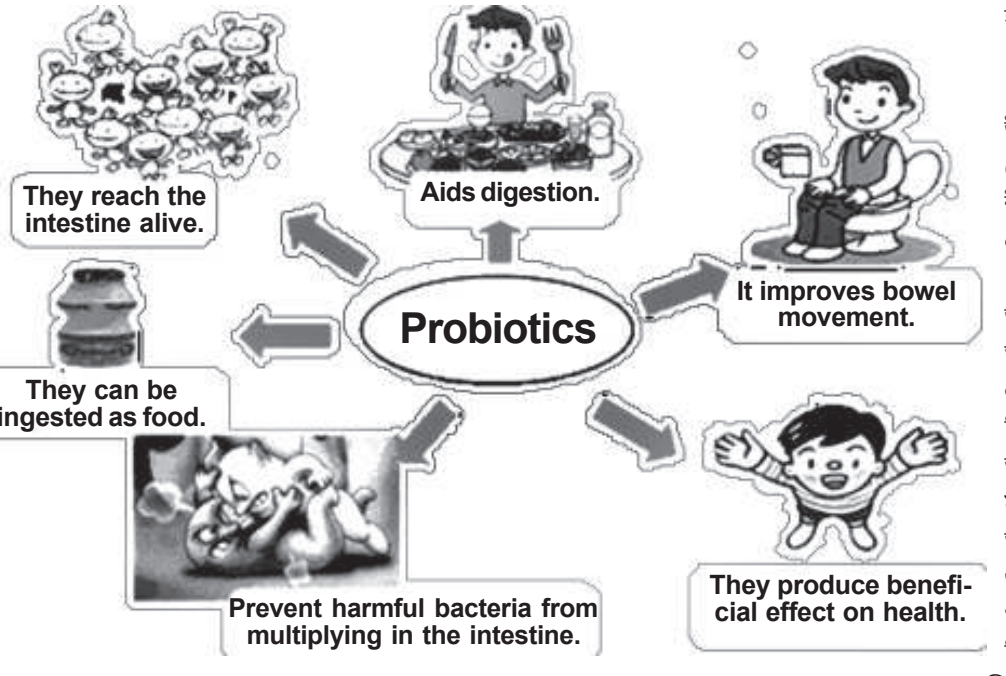 They reach the
intestine alive.
Aids digestion.
It improves bowel
movement.
Probiotics
They can be
ingested as food.
They produce benefi-
cial effect on health.
Prevent harmful bacteria from
multiplying in the intestine.